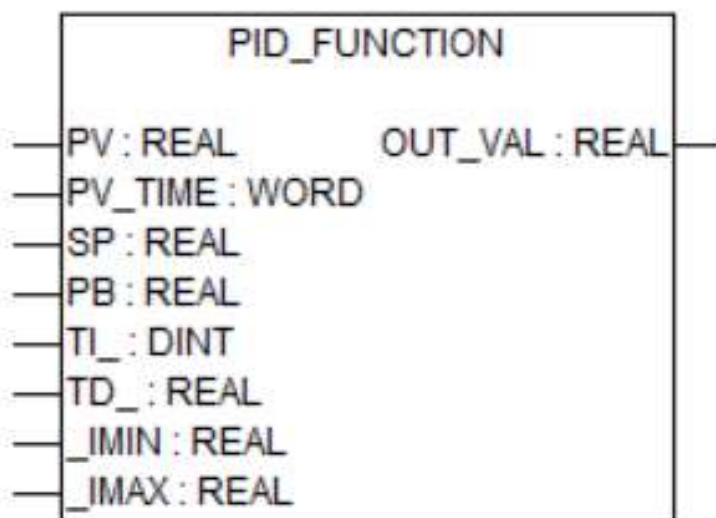 PID_FUNCTION
PV : REAL OUT_VAL : REAL
PV_TIME : WORD
SP : REAL
PB : REAL
TI_ : DINT
TD_ : REAL
_IMIN : REAL
_IMAX : REAL